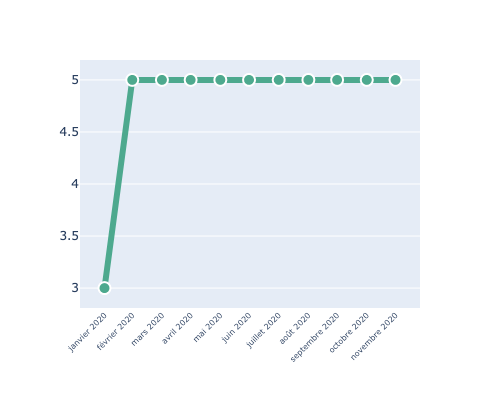 5
4.5
4
3.5
3
janvier 2020
février 2020
mars 2020
avril 2020
mai 2020
juin 2020
juillet 2020
août 2020
septembre 2020
octobre 2020
novembre 2020